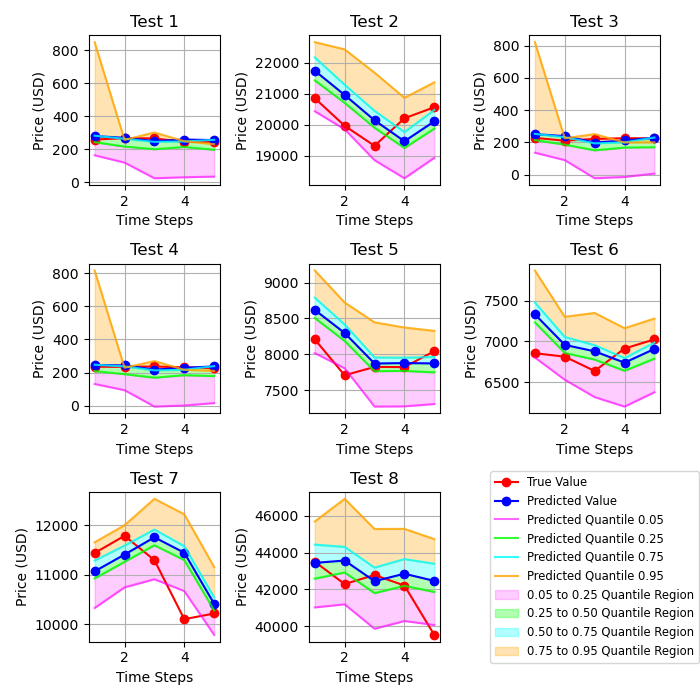 Test 1
Price (USD)
800
600
400
200
0
2
4
Time Steps
Test 2
Price (USD)
22000
21000
20000
19000
2
4
Time Steps
Test 3
Price (USD)
800
600
400
200
0
2
4
Time Steps
Test 4
Price (USD)
800
600
400
200
0
2
4
Time Steps
Test 5
Price (USD)
9000
8500
8000
7500
2
4
Time Steps
Test 6
Price (USD)
7500
7000
6500
2
4
Time Steps
Test 7
Price (USD)
12000
11000
10000
2
4
Time Steps
Test 8
Price (USD)
46000
44000
42000
40000
2
4
Time Steps
True Value
Predicted Value
Predicted Quantile 0.05
Predicted Quantile 0.25
Predicted Quantile 0.75
Predicted Quantile 0.95
0.05 to 0.25 Quantile Region
0.25 to 0.50 Quantile Region
0.50 to 0.75 Quantile Region
0.75 to 0.95 Quantile Region